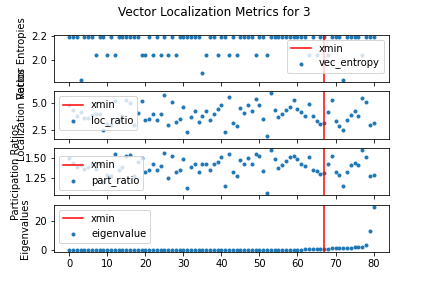 Vector Localization Metrics for 3
Vector Entropies
2.2
2.0
xmin
vec_entropy
Localization Ratios
5.0
2.5
xmin
loc_ratio
Participation Ratios
1.50
1.25
xmin
part_ratio
Eigenvalues
20
0
xmin
eigenvalue
0 10 20 30 40 50 60 70 80